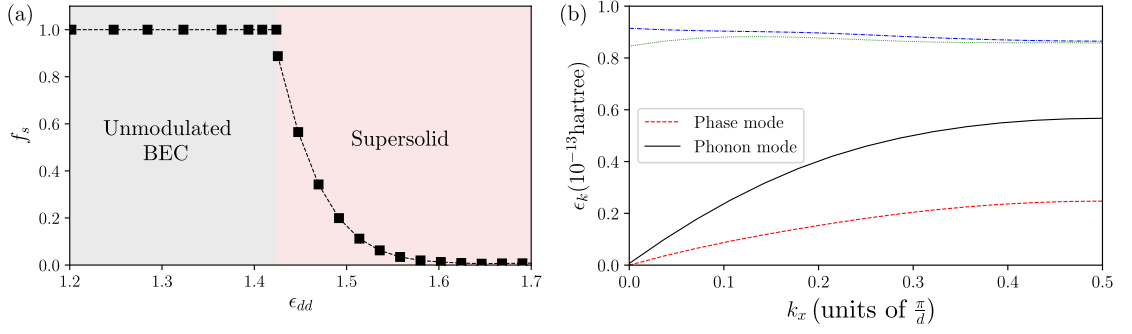 (a)
1.0
0.8
0.6
0.4
0.2
0.0
f_s
Unmodulated
BEC
Supersolid
1.2
1.3
1.4
1.5
1.6
1.7
ϵ_{dd}
(b)
1.0
0.8
0.6
0.4
0.2
0.0
ϵ_k(10^{−13}hartree)
Phase mode
Phonon mode
0.0
0.1
0.2
0.3
0.4
0.5
k_x (units of \frac{π}{d})